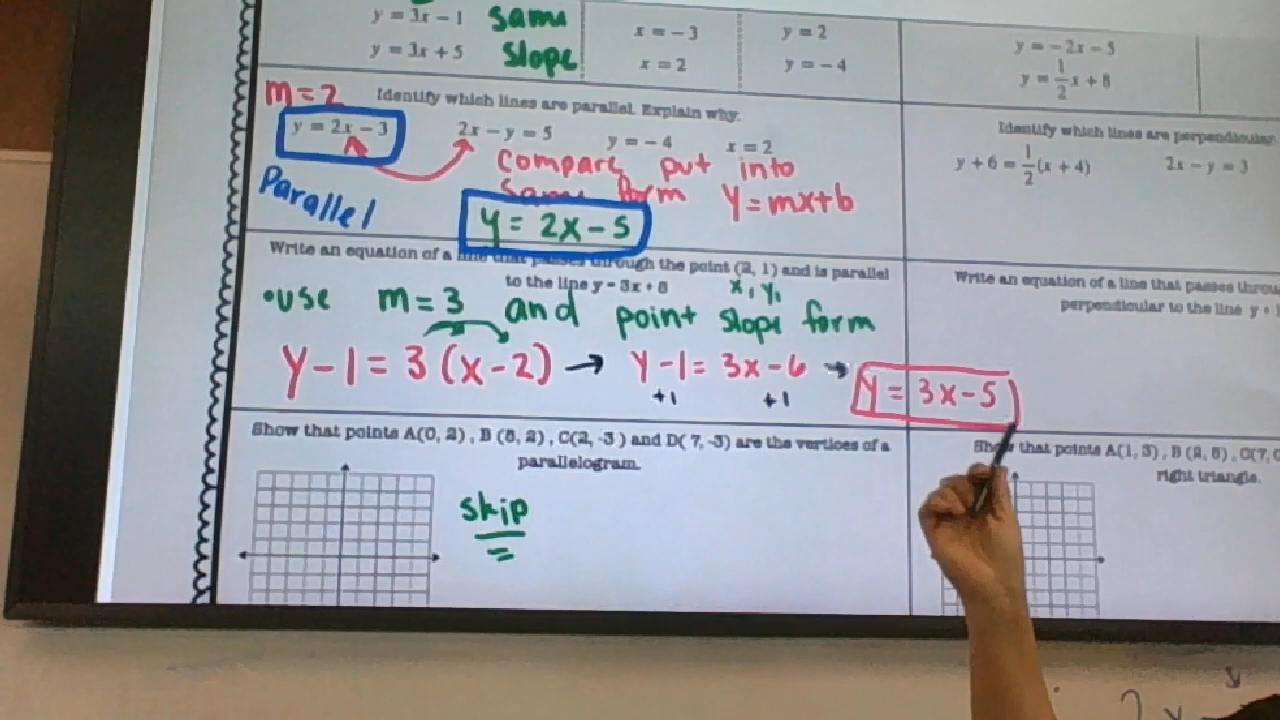 y = 3x - 1 same
y = 3x + 5 slope
x = -3
x = 2
y = 2
y = -4
y = -2x - 5
y = 1/2 x + 8
m = 2 Identify which lines are parallel. Explain why.
y = 2x - 3 2x - y = 5 y = -4 x = 2
compare put into
same form y = mx+b
Parallel
y = 2x - 5
Identify which lines are perpendicular
y + 6 = 1/2 (x + 4) 2x - y = 3
Write an equation of a line that passes through the point (2, 1) and is parallel
to the line y = 3x + 8
x, y,
•use m = 3 and point slope form
y - 1 = 3 (x - 2) → y - 1 = 3x - 6 → y = 3x - 5
+1 +1
Write an equation of a line that passes
perpendicular to the line y =
Show that points A(0, 2), B (5, 2), C(2, -3) and D( 7, -3) are the vertices of a
parallelogram.
skip
Show that points A(1, 3), B
right triangle.